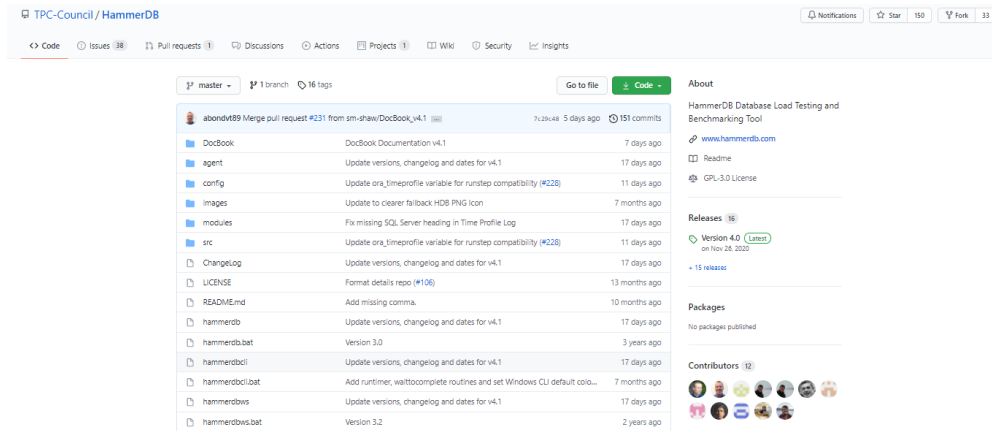 TPC-Council / HammerDB
Notifications Star 150 Fork 33
Code Issues 38 Pull requests 1 Discussions Actions Projects 1 Wiki Security Insights
master 1 branch 16 tags Go to file Code
abondvt89 Merge pull request #231 from sm-shaw/DocBook_v4.1 ... 7c29c48 5 days ago 151 commits
DocBook DocBook Documentation v4.1 7 days ago
agent Update versions, changelog and dates for v4.1 17 days ago
config Update ora_timeprofile variable for runstep compatibility (#228) 11 days ago
images Update to clearer fallback HDB PNG Icon 7 months ago
modules Fix missing SQL Server heading in Time Profile Log 17 days ago
src Update ora_timeprofile variable for runstep compatibility (#228) 11 days ago
ChangeLog Update versions, changelog and dates for v4.1 17 days ago
LICENSE Format details repo (#106) 13 months ago
README.md Add missing comma. 10 months ago
hammerdb Update versions, changelog and dates for v4.1 17 days ago
hammerdb.bat Version 3.0 3 years ago
hammerdbcli Update versions, changelog and dates for v4.1 17 days ago
hammerdbcli.bat Add runtimer, waittocomplete routines and set Windows CLI default colo... 7 months ago
hammerdbws Update versions, changelog and dates for v4.1 17 days ago
hammerdbws.bat Version 3.2 2 years ago
About
HammerDB Database Load Testing and
Benchmarking Tool
www.hammerdb.com
Readme
GPL-3.0 License
Releases 16
Version 4.0 Latest
on Nov 26, 2020
+ 15 releases
Packages
No packages published
Contributors 12